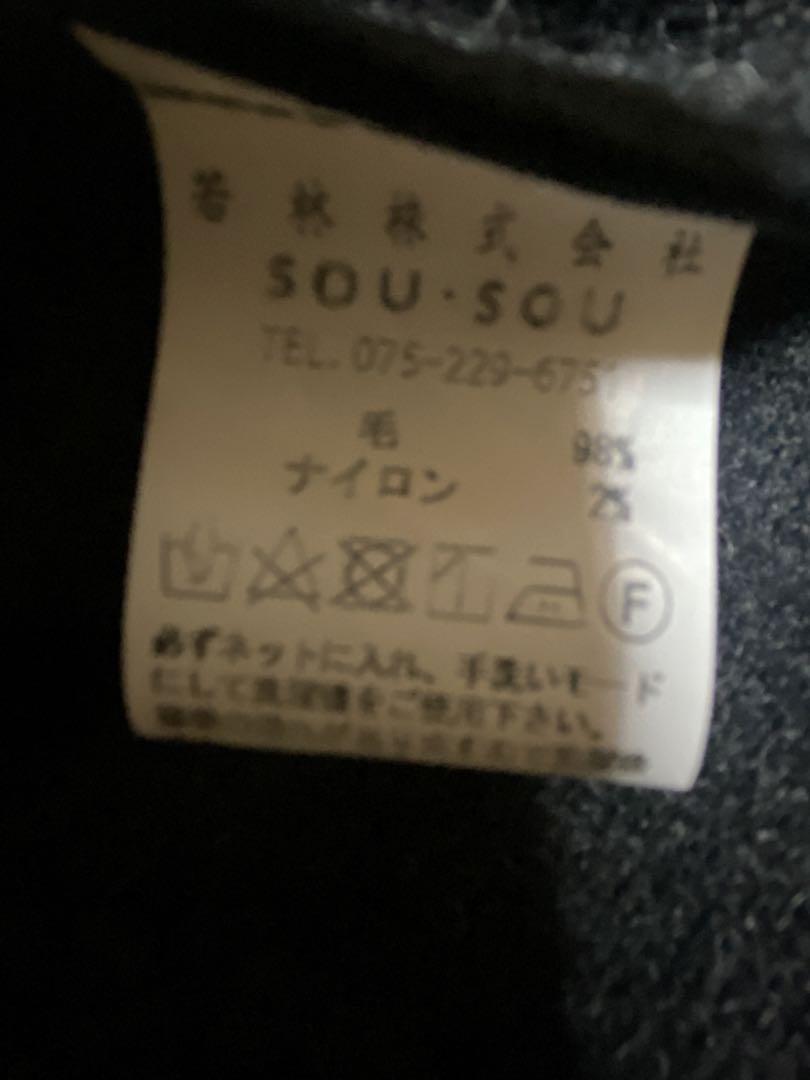 若林株式会社
SOU・SOU
TEL. 075-229-675
毛 98%
ナイロン 2%
F
必ずネットに入れ、手洗いモード
にして洗濯機をご使用下さい。